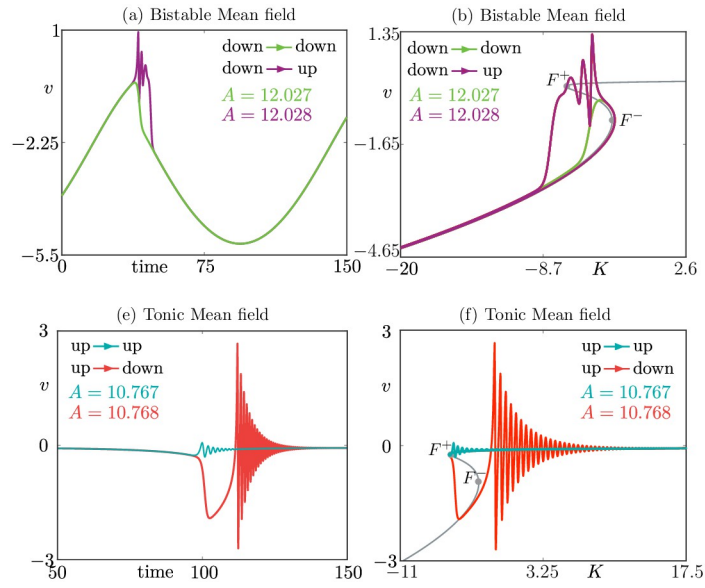 (a) Bistable Mean field
1
down → down
down → up
v
A = 12.027
A = 12.028
−2.25
−5.5
0
time
75
150
(b) Bistable Mean field
1.35
down → down
down → up
F+
v
A = 12.027
A = 12.028
F−
−1.65
−4.65
−20
−8.7
K
2.6
(e) Tonic Mean field
3
up → up
up → down
v
A = 10.767
A = 10.768
0
−3
50
time
100
150
(f) Tonic Mean field
3
up → up
up → down
v
A = 10.767
A = 10.768
0
F+
F−
−3
−11
3.25
K
17.5